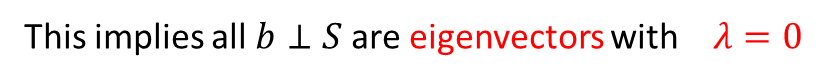 This implies all b ⊥ S are eigenvectors with λ = 0